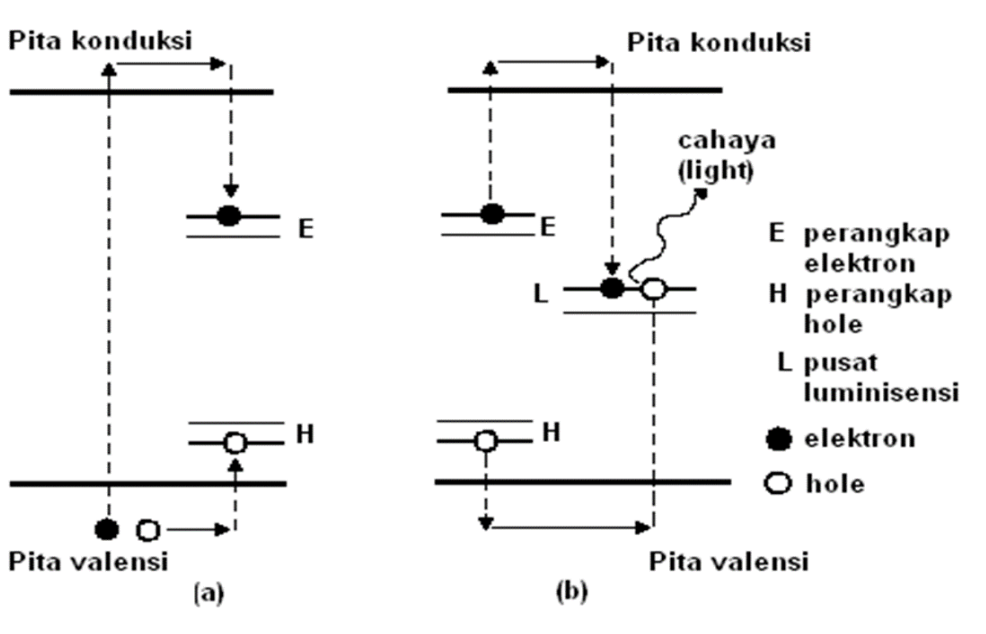 Pita konduksi
E
H
Pita valensi
(a)
Pita konduksi
cahaya
(light)
E
L
H
Pita valensi
(b)
E perangkap
elektron
H perangkap
hole
L pusat
luminisensi
elektron
hole